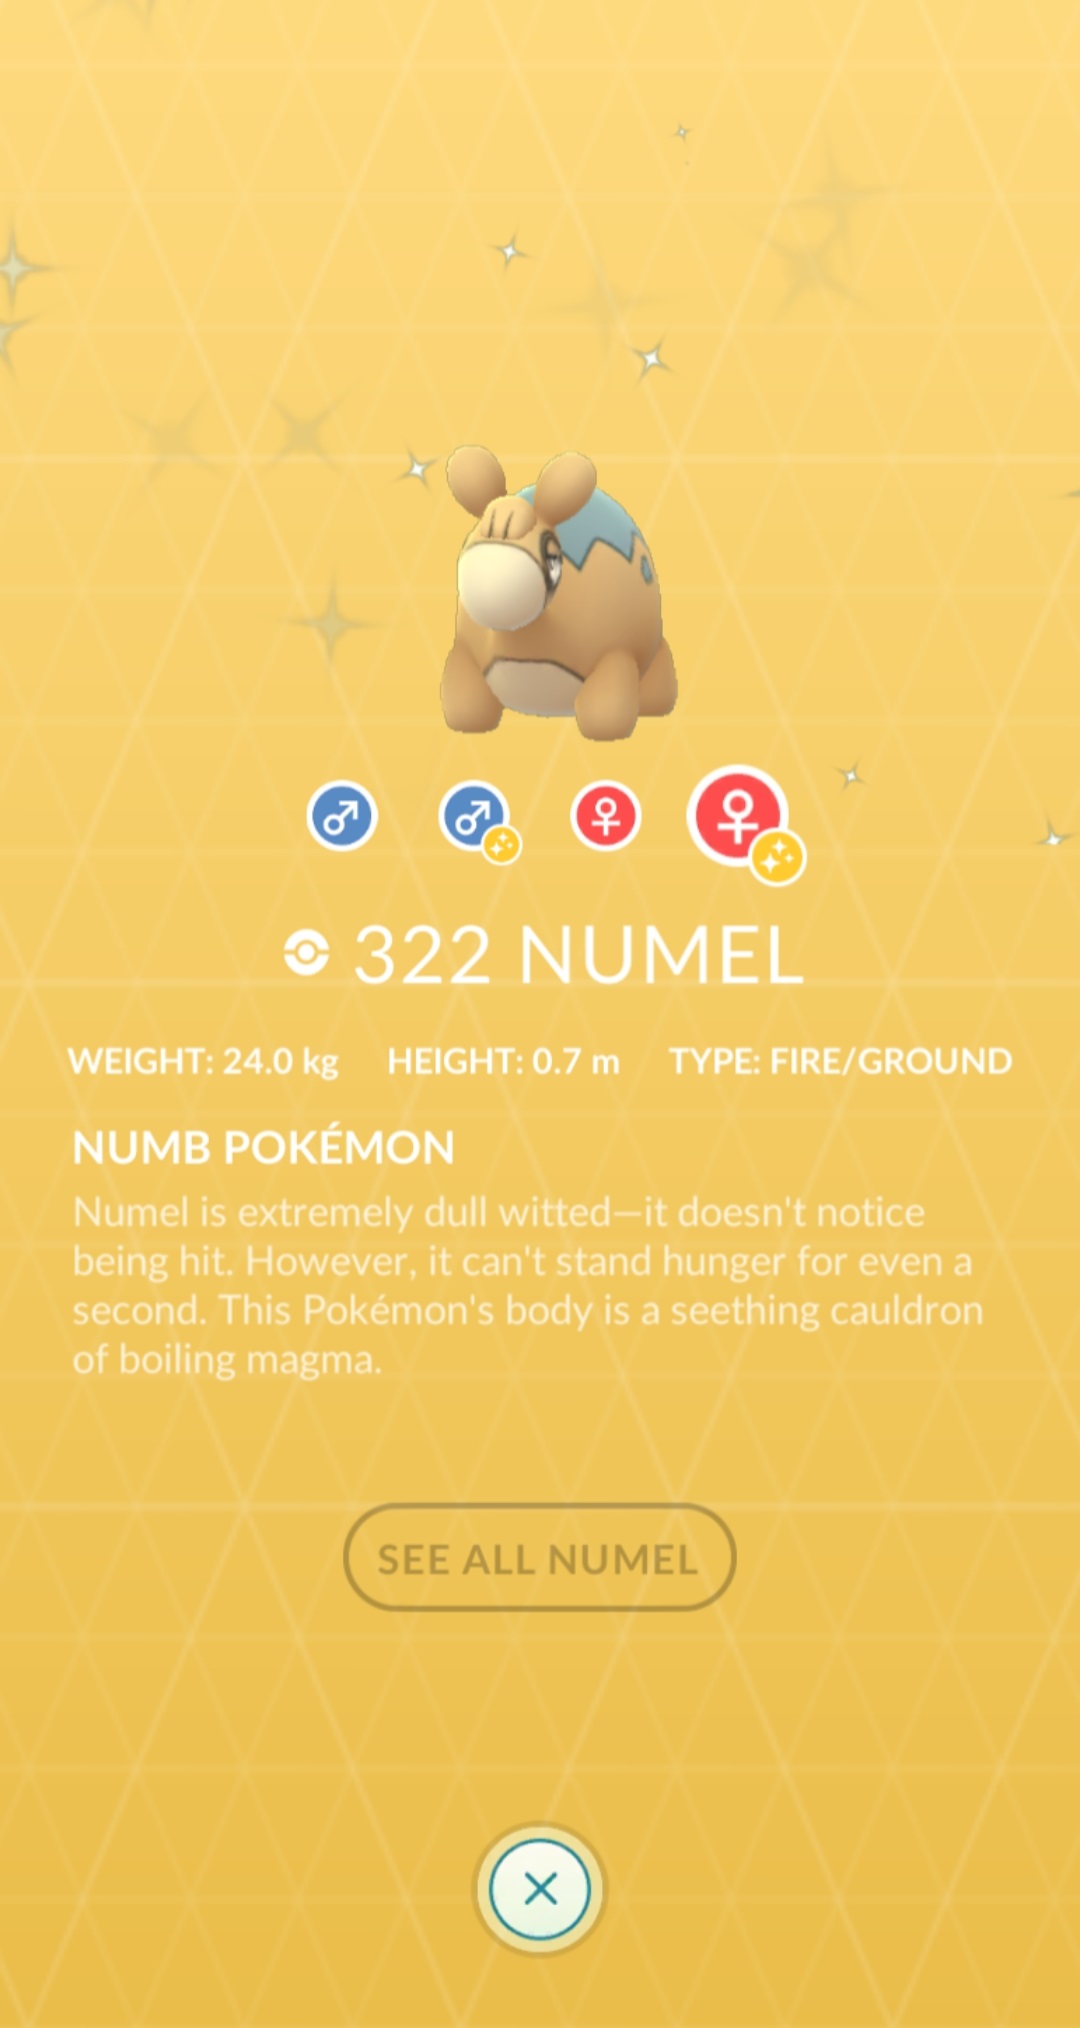 322 NUMEL
WEIGHT: 24.0 kg HEIGHT: 0.7 m TYPE: FIRE/GROUND
NUMB POKÉMON
Numel is extremely dull witted—it doesn't notice
being hit. However, it can't stand hunger for even a
second. This Pokémon's body is a seething cauldron
of boiling magma.
SEE ALL NUMEL